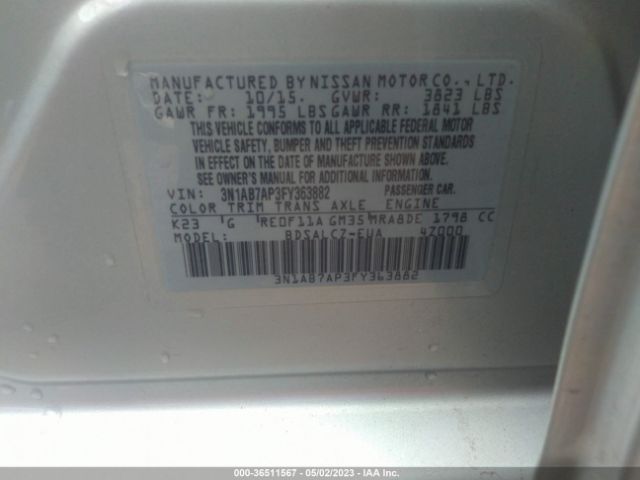 MANUFACTURED BY NISSAN MOTOR CO., LTD.
DATE: 10/15. GVWR: 3823 LBS
GAWR FR: 1995 LBS GAWR RR: 1841 LBS
THIS VEHICLE CONFORMS TO ALL APPLICABLE FEDERAL MOTOR
VEHICLE SAFETY, BUMPER, AND THEFT PREVENTION STANDARDS
IN EFFECT ON THE DATE OF MANUFACTURE SHOWN ABOVE.
SEE OWNER'S MANUAL FOR ADDITIONAL INFORMATION
VIN: 3N1AB7AP3FY363882 PASSENGER CAR.
COLOR TRIM TRANS AXLE ENGINE
K23 'G RE0F11A GM35 MRA8DE 1798 CC
MODEL: BDSALCZ-EUA 4Z000
3N1AB7AP3FY363882
000-36511567 - 05/02/2023 - IAA Inc.